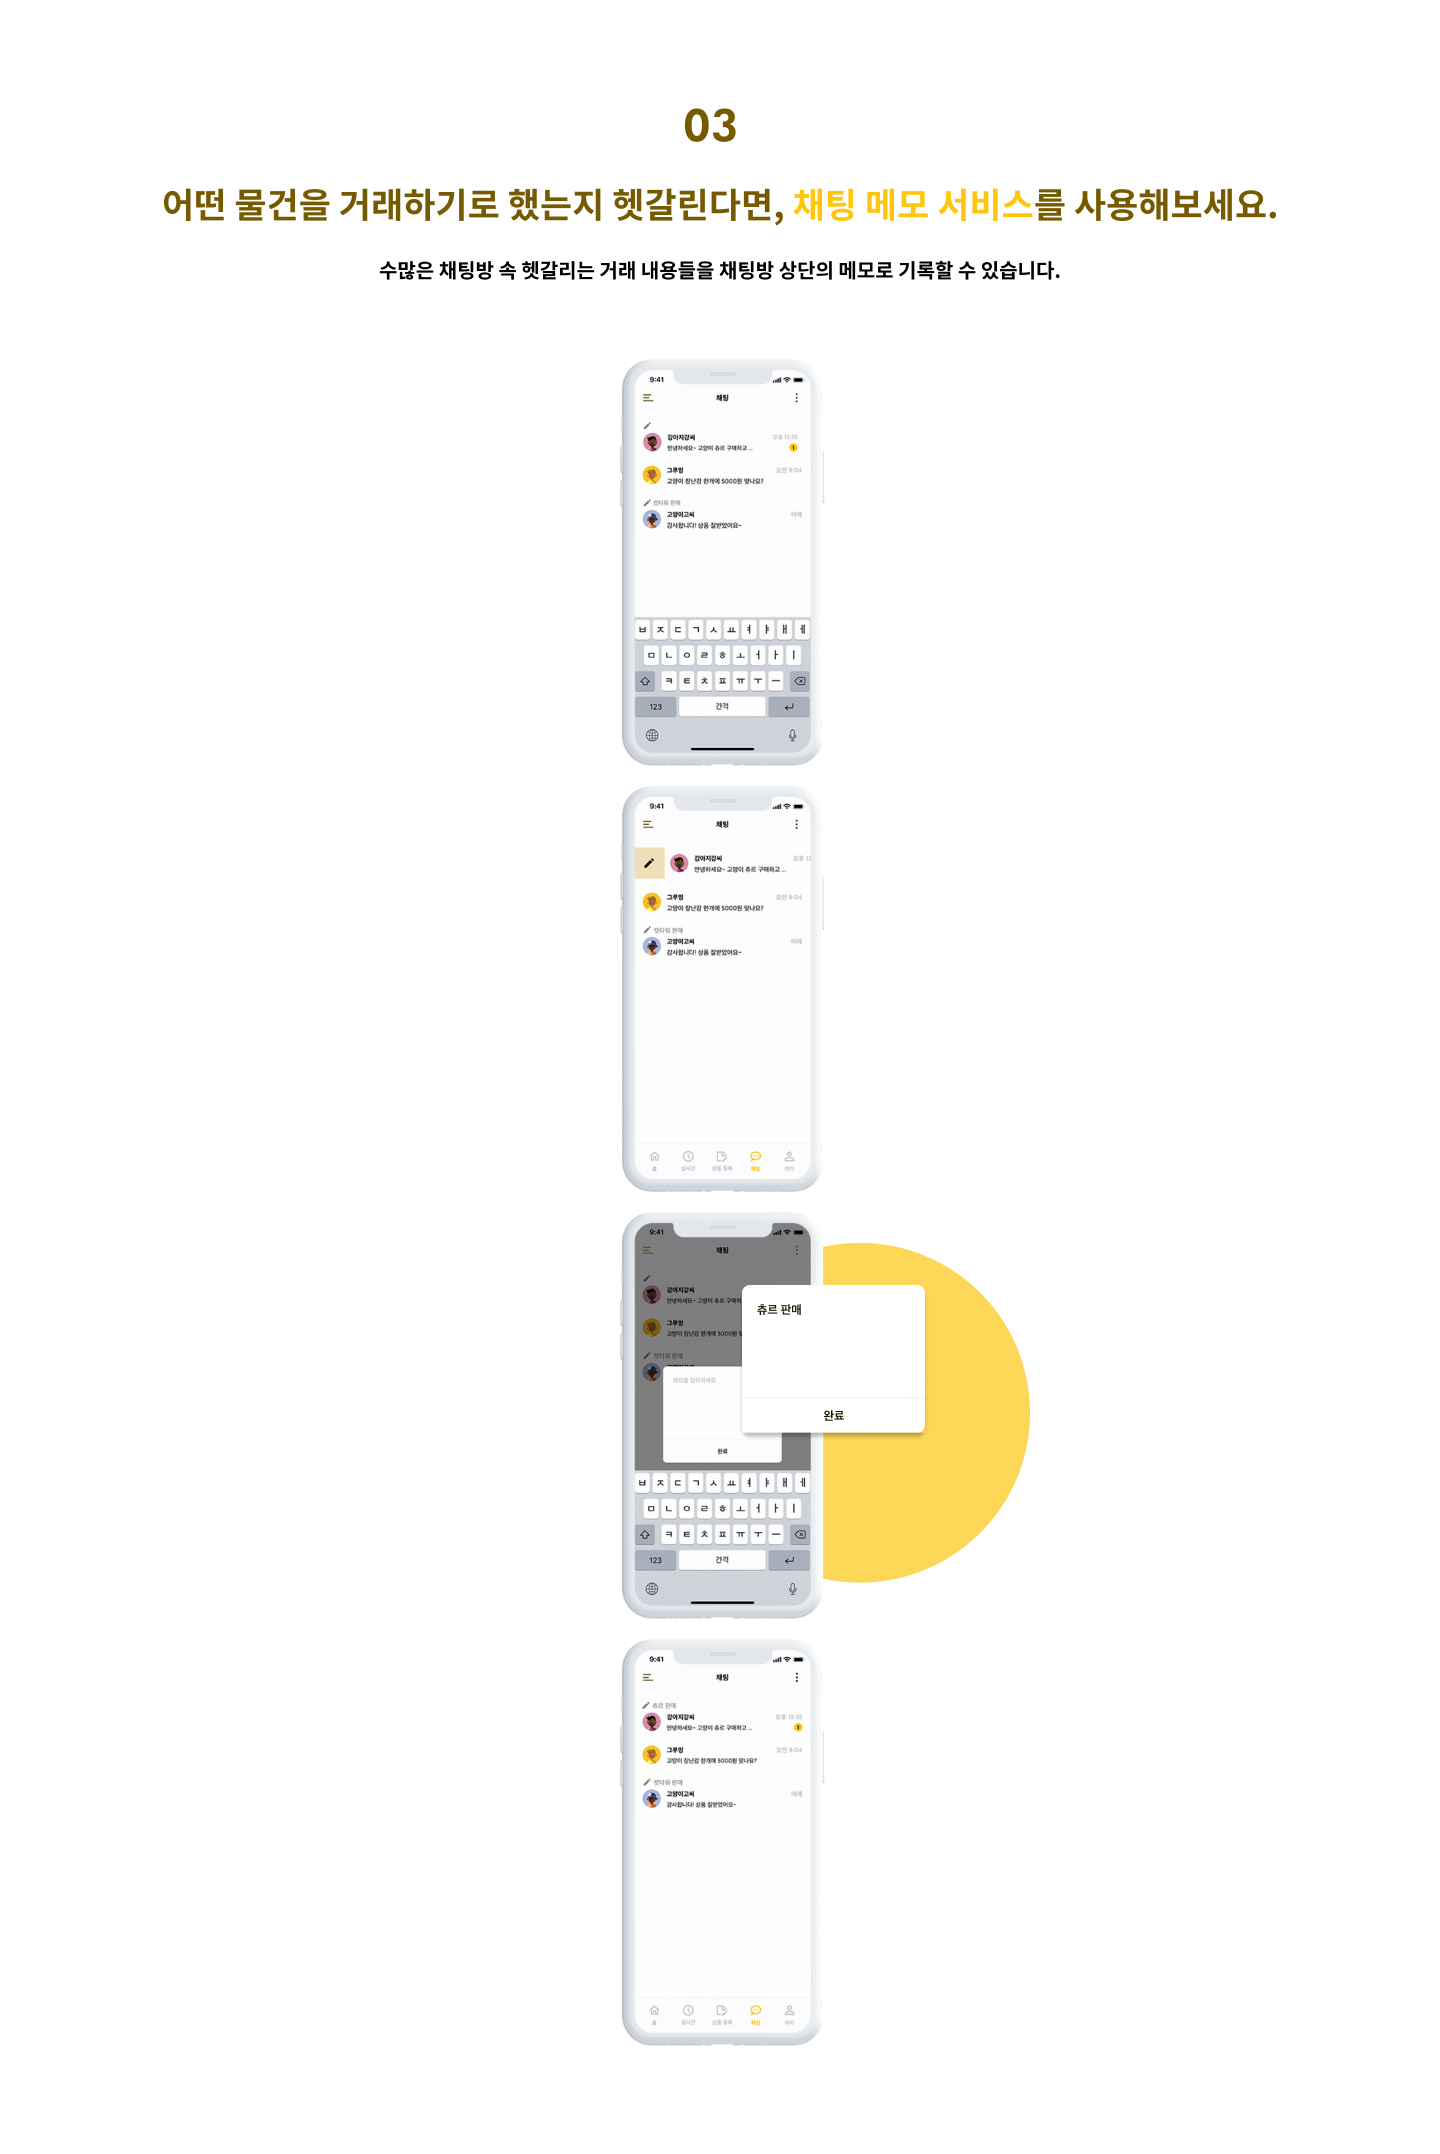 03
어떤 물건을 거래하기로 했는지 헷갈린다면, 채팅 메모 서비스를 사용해보세요.
수많은 채팅방 속 헷갈리는 거래 내용들을 채팅방 상단의 메모로 기록할 수 있습니다.
9:41
채팅
강아지강씨 오후 12:55
안녕하세요~ 고양이 츄르 구매하고 ... 1
그루밍 오전 9:04
고양이 장난감 한개에 5000원 맞나요?
캣타워 판매
고양이고씨 어제
감사합니다! 상품 잘받았어요~
ㅂ ㅈ ㄷ ㄱ ㅅ ㅛ ㅕ ㅑ ㅐ ㅔ
ㅁ ㄴ ㅇ ㄹ ㅎ ㅗ ㅓ ㅏ ㅣ
ㅋ ㅌ ㅊ ㅍ ㅠ ㅜ ㅡ
123 간격
9:41
채팅
강아지강씨 오후 12
안녕하세요~ 고양이 츄르 구매하고 ...
그루밍 오전 9:04
고양이 장난감 한개에 5000원 맞나요?
캣타워 판매
고양이고씨 어제
감사합니다! 상품 잘받았어요~
홈 실시간 상품 등록 채팅 마이
9:41
채팅
강아지강씨
안녕하세요~ 고양이 츄르 구매하
그루밍
고양이 장난감 한개에 5000원
캣타워 판매
메모를 입력하세요.
완료
츄르 판매
완료
ㅂ ㅈ ㄷ ㄱ ㅅ ㅛ ㅕ ㅑ ㅐ ㅔ
ㅁ ㄴ ㅇ ㄹ ㅎ ㅗ ㅓ ㅏ ㅣ
ㅋ ㅌ ㅊ ㅍ ㅠ ㅜ ㅡ
123 간격
9:41
채팅
츄르 판매
강아지강씨 오후 12:55
안녕하세요~ 고양이 츄르 구매하고 ... 1
그루밍 오전 9:04
고양이 장난감 한개에 5000원 맞나요?
캣타워 판매
고양이고씨 어제
감사합니다! 상품 잘받았어요~
홈 실시간 상품 등록 채팅 마이